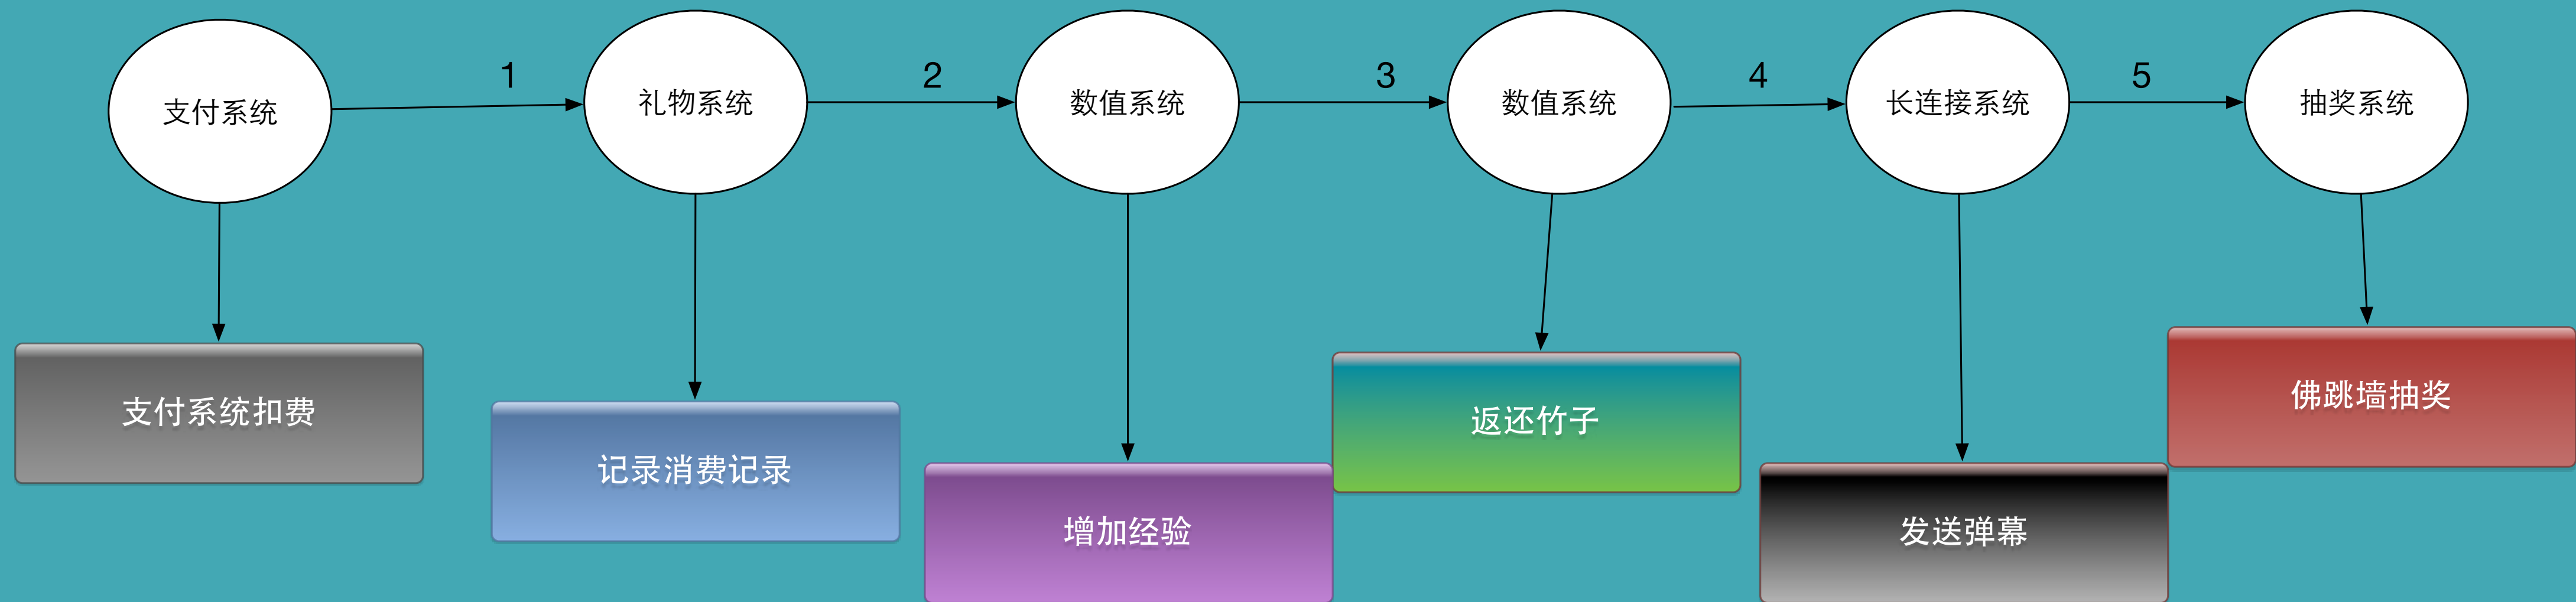 1
2
3
4
5
支付系统
礼物系统
数值系统
数值系统
长连接系统
抽奖系统
支付系统扣费
记录消费记录
增加经验
返还竹子
发送弹幕
佛跳墙抽奖